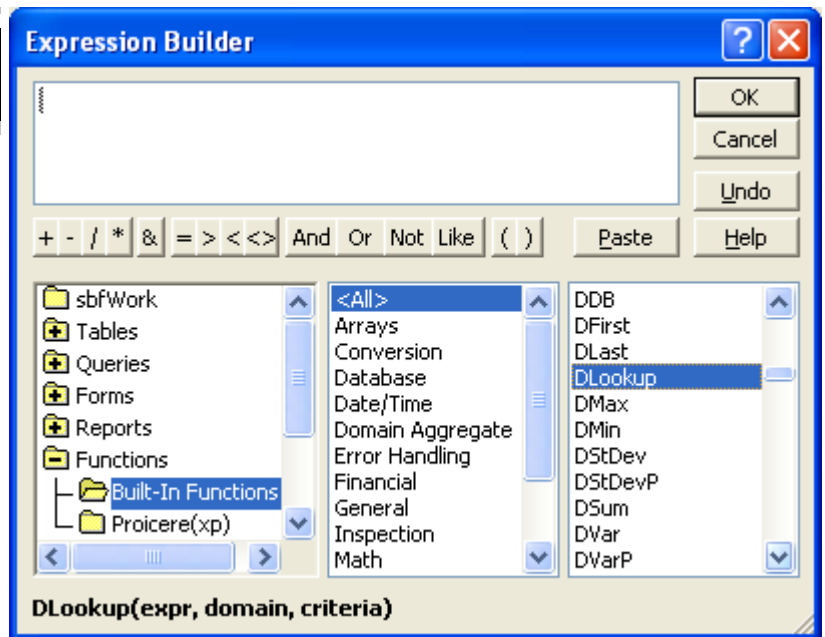 Expression Builder
?
OK
Cancel
Undo
+ - / * & = > < <> And Or Not Like ( ) Paste Help
sbfWork
Tables
Queries
Forms
Reports
Functions
Built-In Functions
Proicere(xp)
<All>
Arrays
Conversion
Database
Date/Time
Domain Aggregate
Error Handling
Financial
General
Inspection
Math
DDB
DFirst
DLast
DLookup
DMax
DMin
DStDev
DStDevP
DSum
DVar
DVarP
DLookup(expr, domain, criteria)